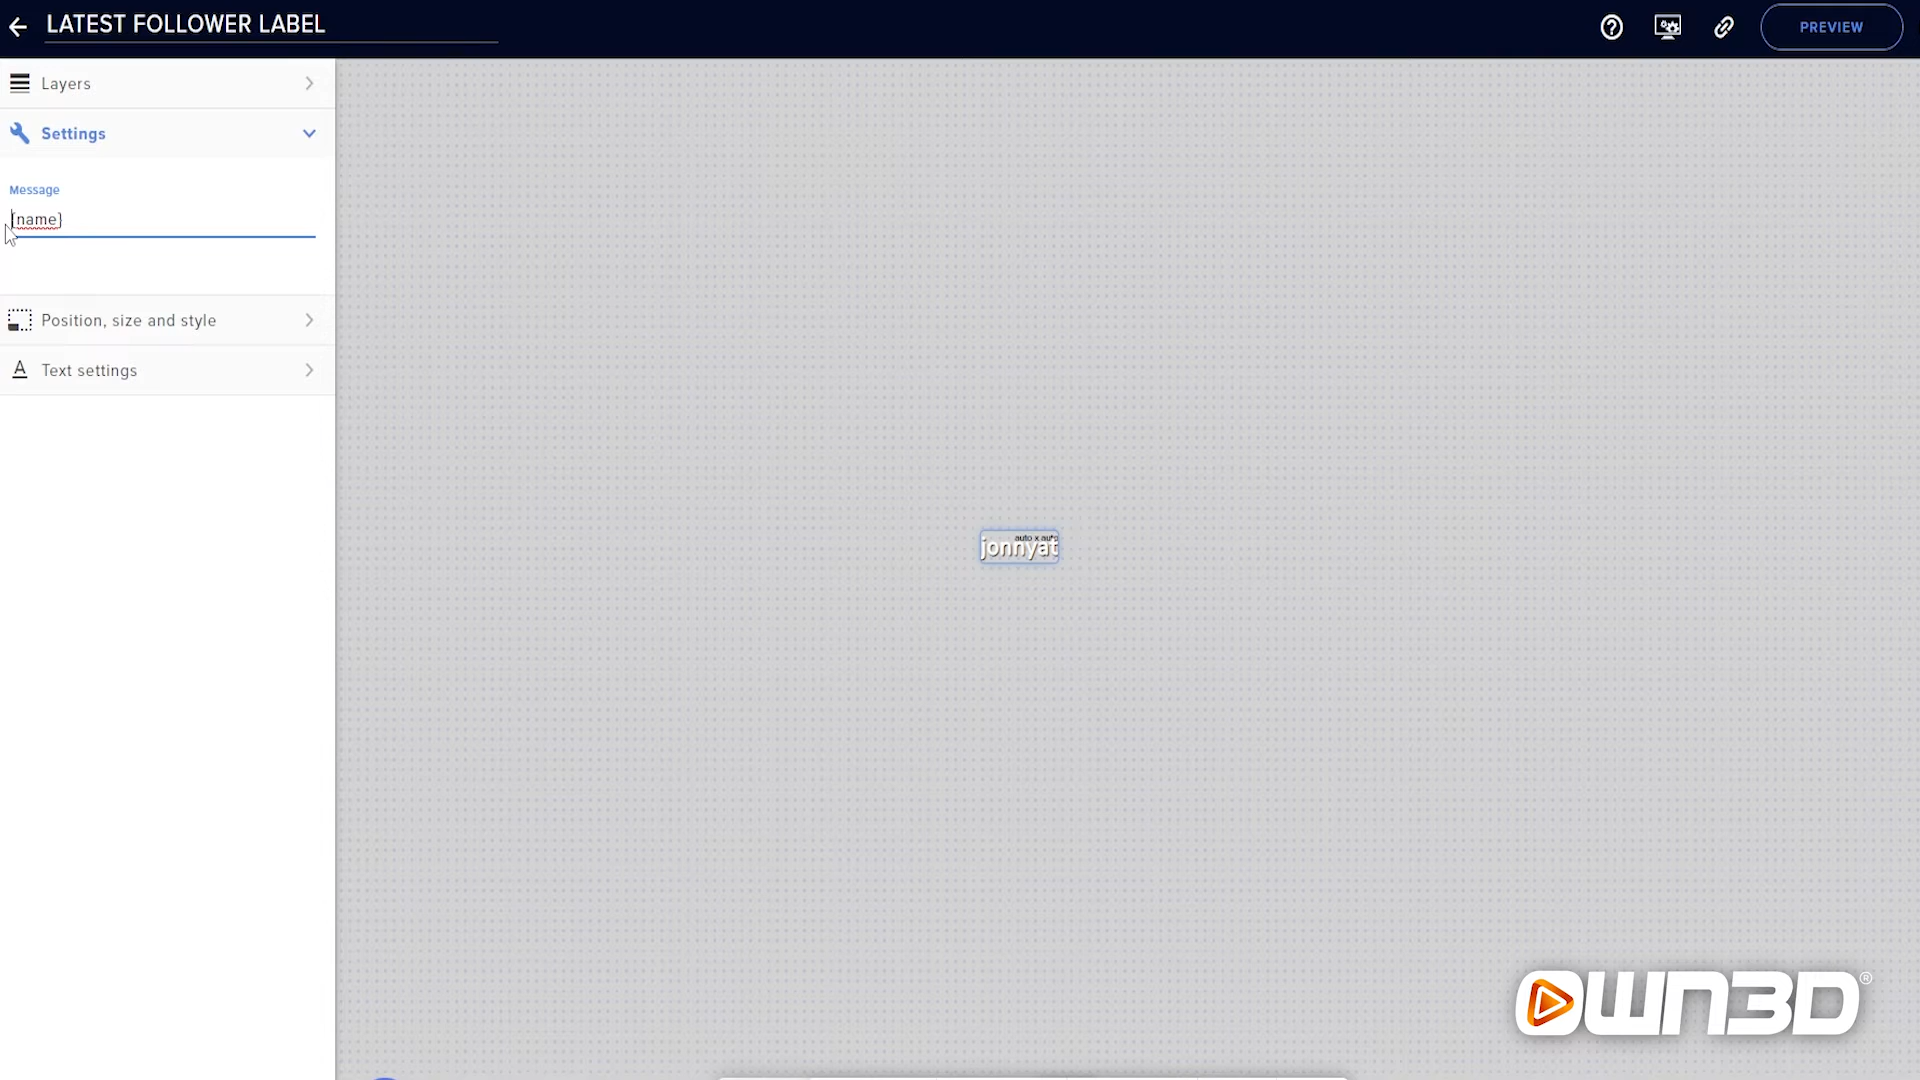 LATEST FOLLOWER LABEL
PREVIEW
Layers
Settings
Message
{name}
Position, size and style
A Text settings
auto x auto
jonnyat
OWN3D®